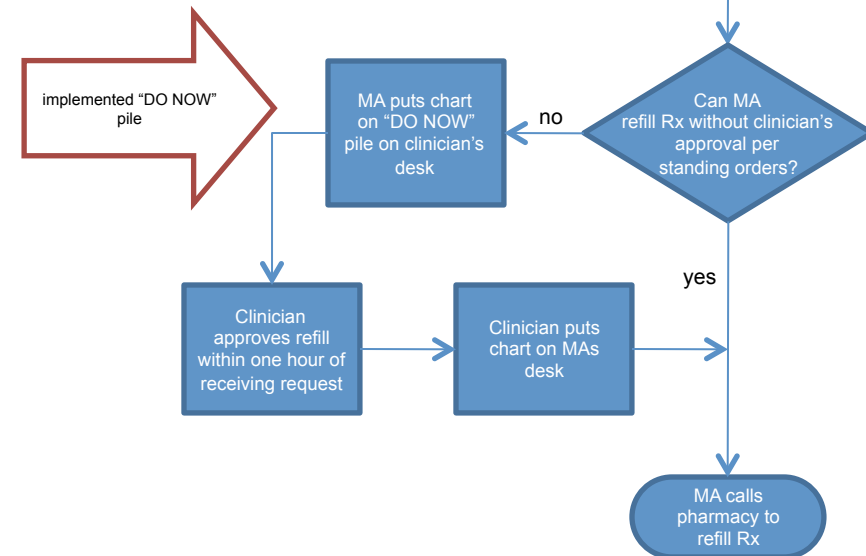 implemented “DO NOW”
pile
MA puts chart
on “DO NOW”
pile on clinician’s
desk
no
Can MA
refill Rx without clinician’s
approval per
standing orders?
yes
Clinician
approves refill
within one hour of
receiving request
Clinician puts
chart on MAs
desk
MA calls
pharmacy to
refill Rx